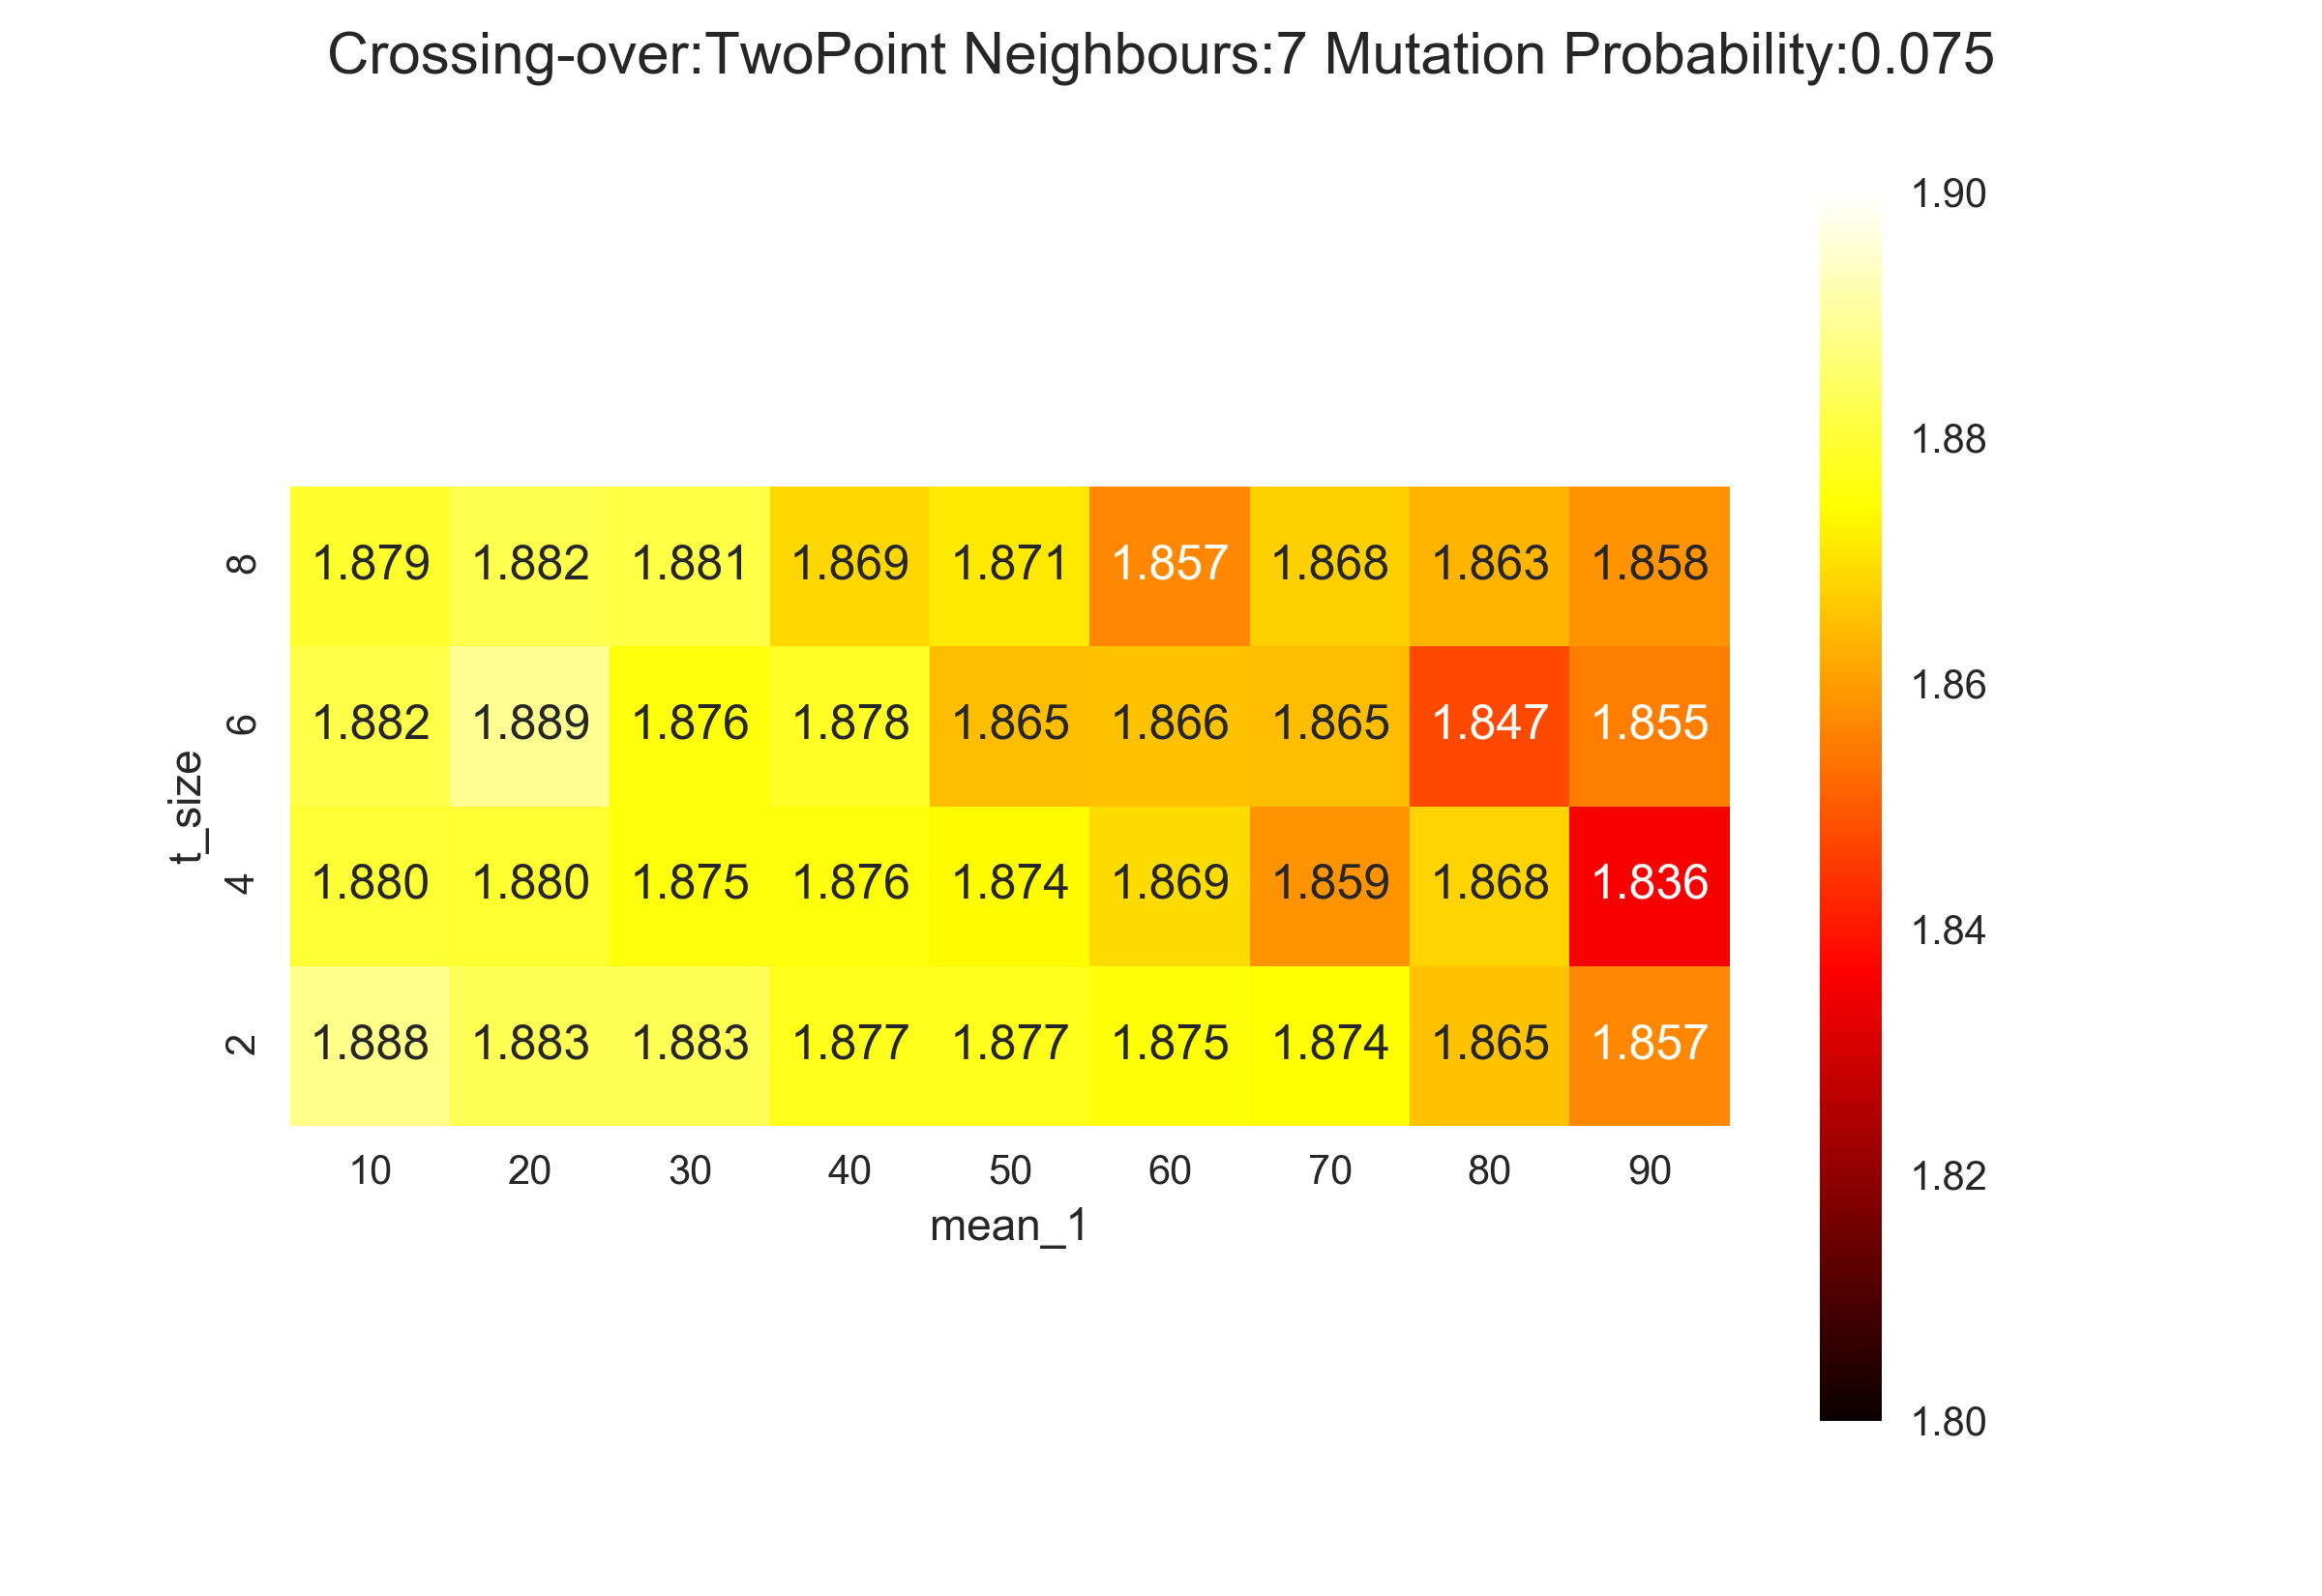 Crossing-over:TwoPoint Neighbours:7 Mutation Probability:0.075
t_size
8 1.879 1.882 1.881 1.869 1.871 1.857 1.868 1.863 1.858
6 1.882 1.889 1.876 1.878 1.865 1.866 1.865 1.847 1.855
4 1.880 1.880 1.875 1.876 1.874 1.869 1.859 1.868 1.836
2 1.888 1.883 1.883 1.877 1.877 1.875 1.874 1.865 1.857
10 20 30 40 50 60 70 80 90
mean_1
1.90
1.88
1.86
1.84
1.82
1.80